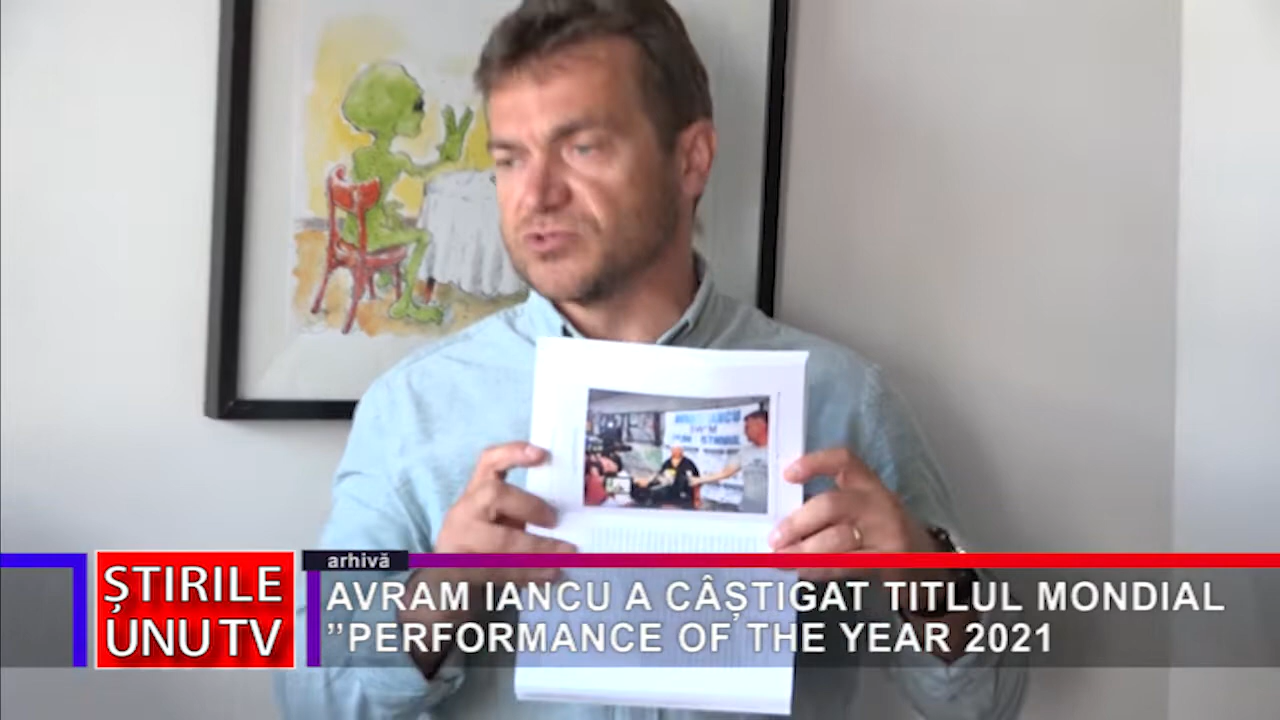 arhivă
ȘTIRILE
UNU TV
AVRAM IANCU A CÂȘTIGAT TITLUL MONDIAL
”PERFORMANCE OF THE YEAR 2021